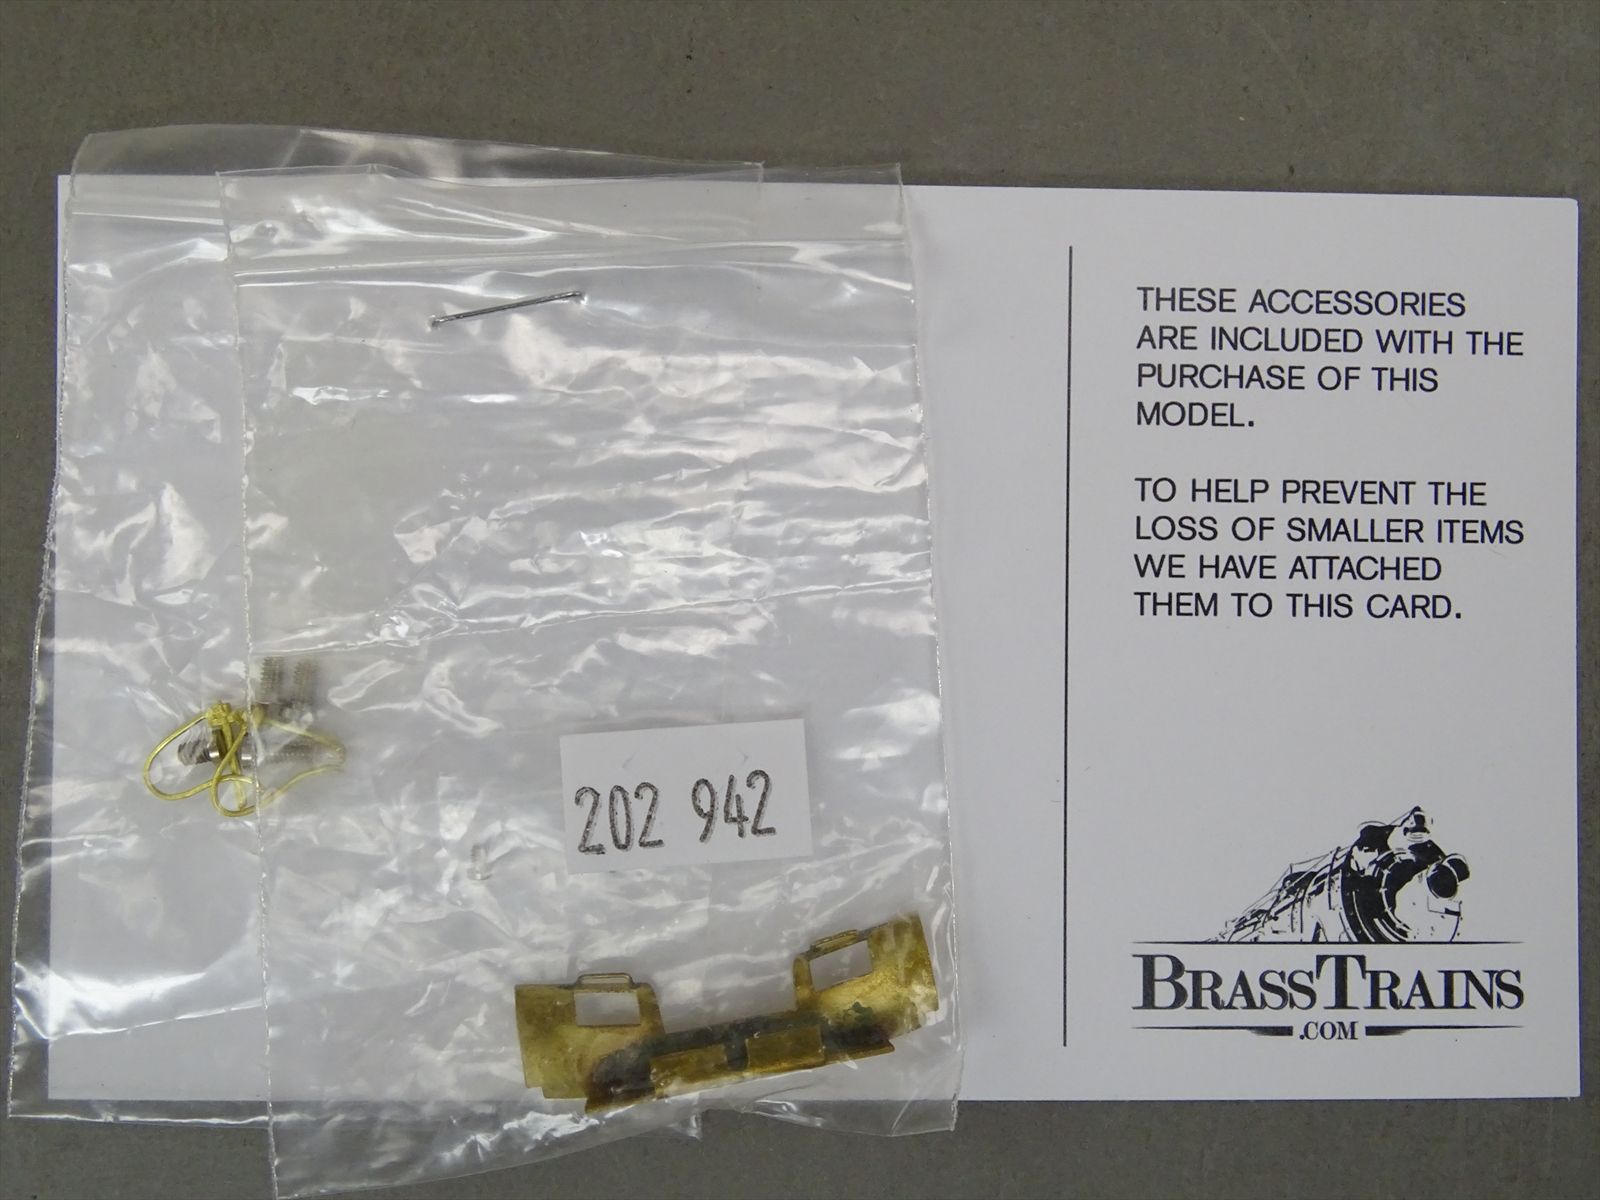 THESE ACCESSORIES
ARE INCLUDED WITH THE
PURCHASE OF THIS
MODEL.
TO HELP PREVENT THE
LOSS OF SMALLER ITEMS
WE HAVE ATTACHED
THEM TO THIS CARD.
202 942
BRASSTRAINS
.COM